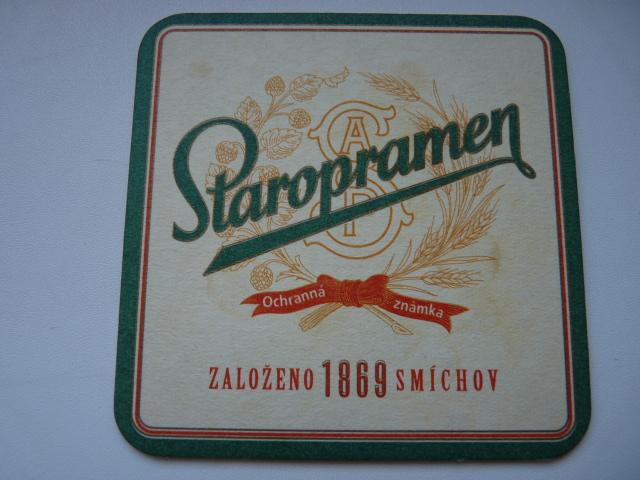 Staropramen
Ochranná známka
ZALOŽENO 1869 SMÍCHOV